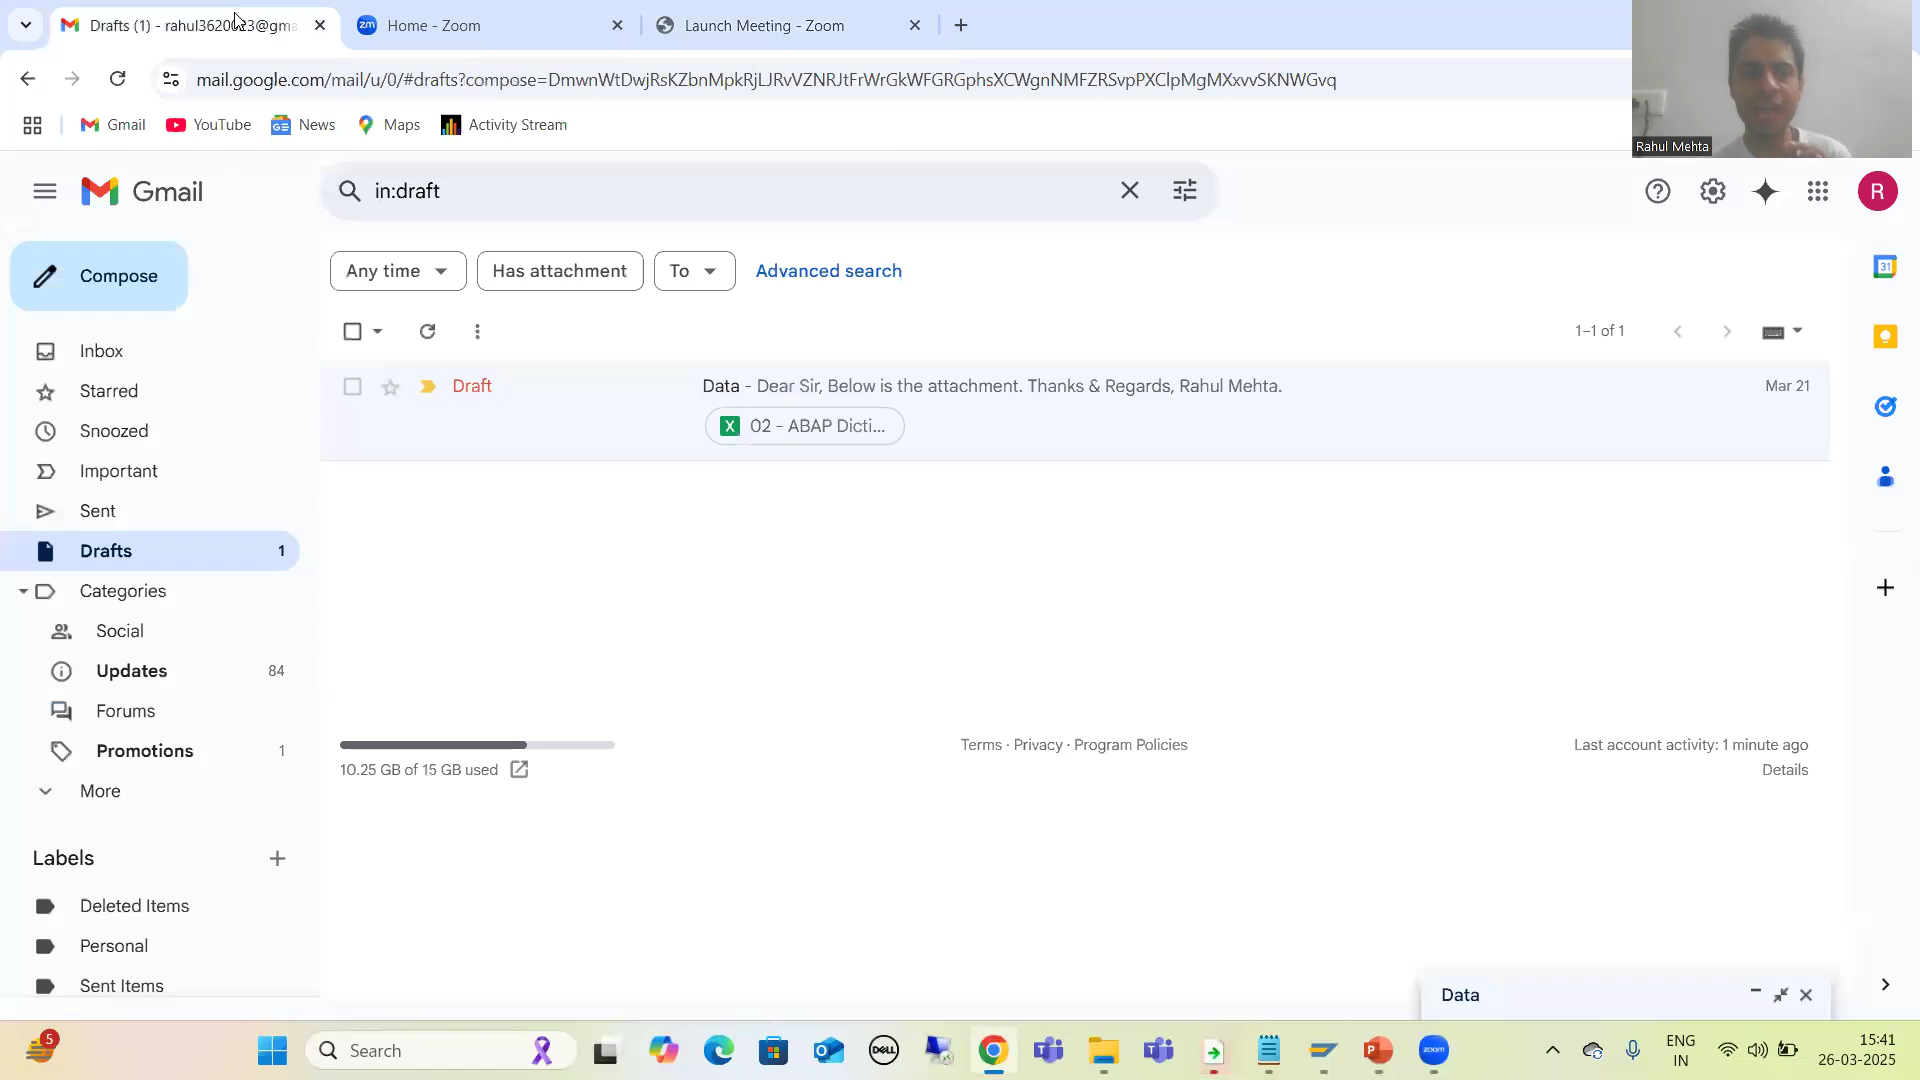 Drafts (1) - rahul3620
@gma
Home - Zoom
Launch Meeting - Zoom
mail.google.com/mail/u/0/#drafts?compose=DmwnWtDwjRsKZbnMpkRjLJRvVZNRJtFrWrGkWFGRGphsXCWgnNMFZRSvpPXClpMgMXxvvSKNWGvq
Gmail
YouTube
News
Maps
Activity Stream
Rahul Mehta
Gmail
in:draft
R
Compose
Any time
Has attachment
To
Advanced search
31
1–1 of 1
Inbox
Starred
Snoozed
Important
Sent
Drafts 1
Categories
Social
Updates 84
Forums
Promotions 1
More
Draft
Data - Dear Sir, Below is the attachment. Thanks & Regards, Rahul Mehta.
Mar 21
X 02 - ABAP Dicti...
10.25 GB of 15 GB used
Terms · Privacy · Program Policies
Last account activity: 1 minute ago
Details
Labels
Deleted Items
Personal
Sent Items
Data
5
Search
DELL
zoom
ENG
IN
15:41
26-03-2025